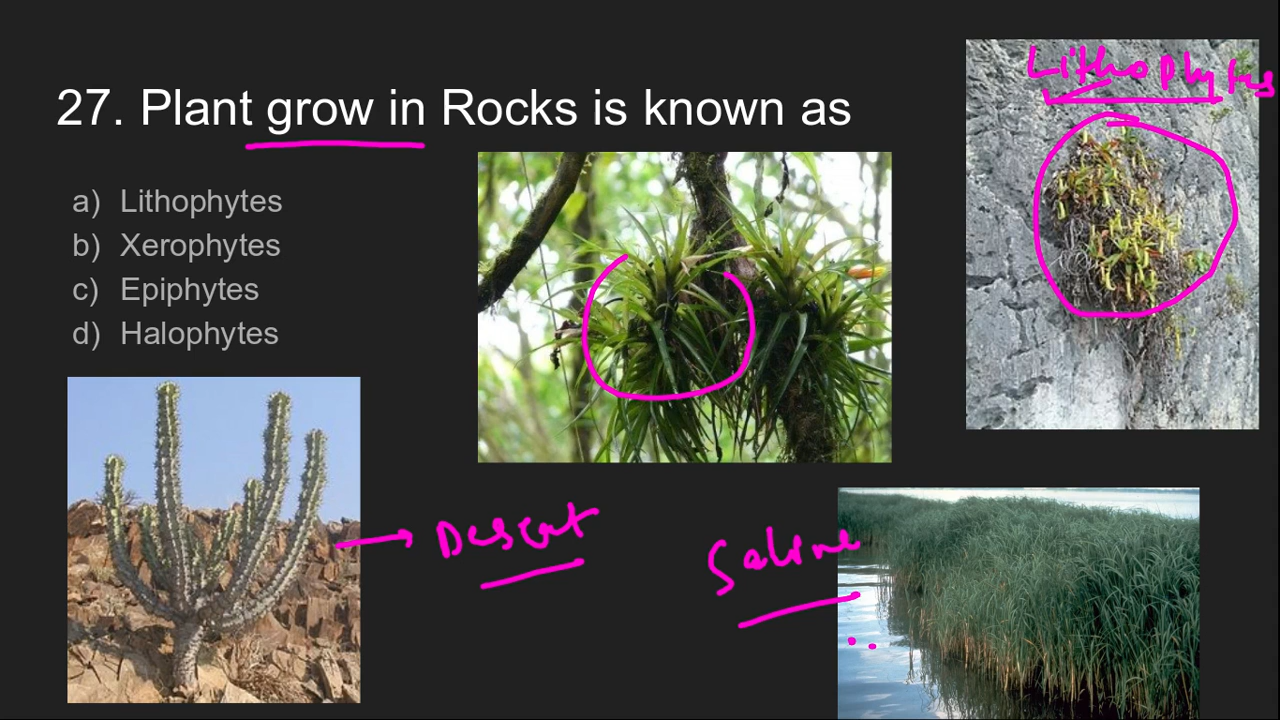 Lithophytes
27. Plant grow in Rocks is known as
a) Lithophytes
b) Xerophytes
c) Epiphytes
d) Halophytes
Desert
Saline